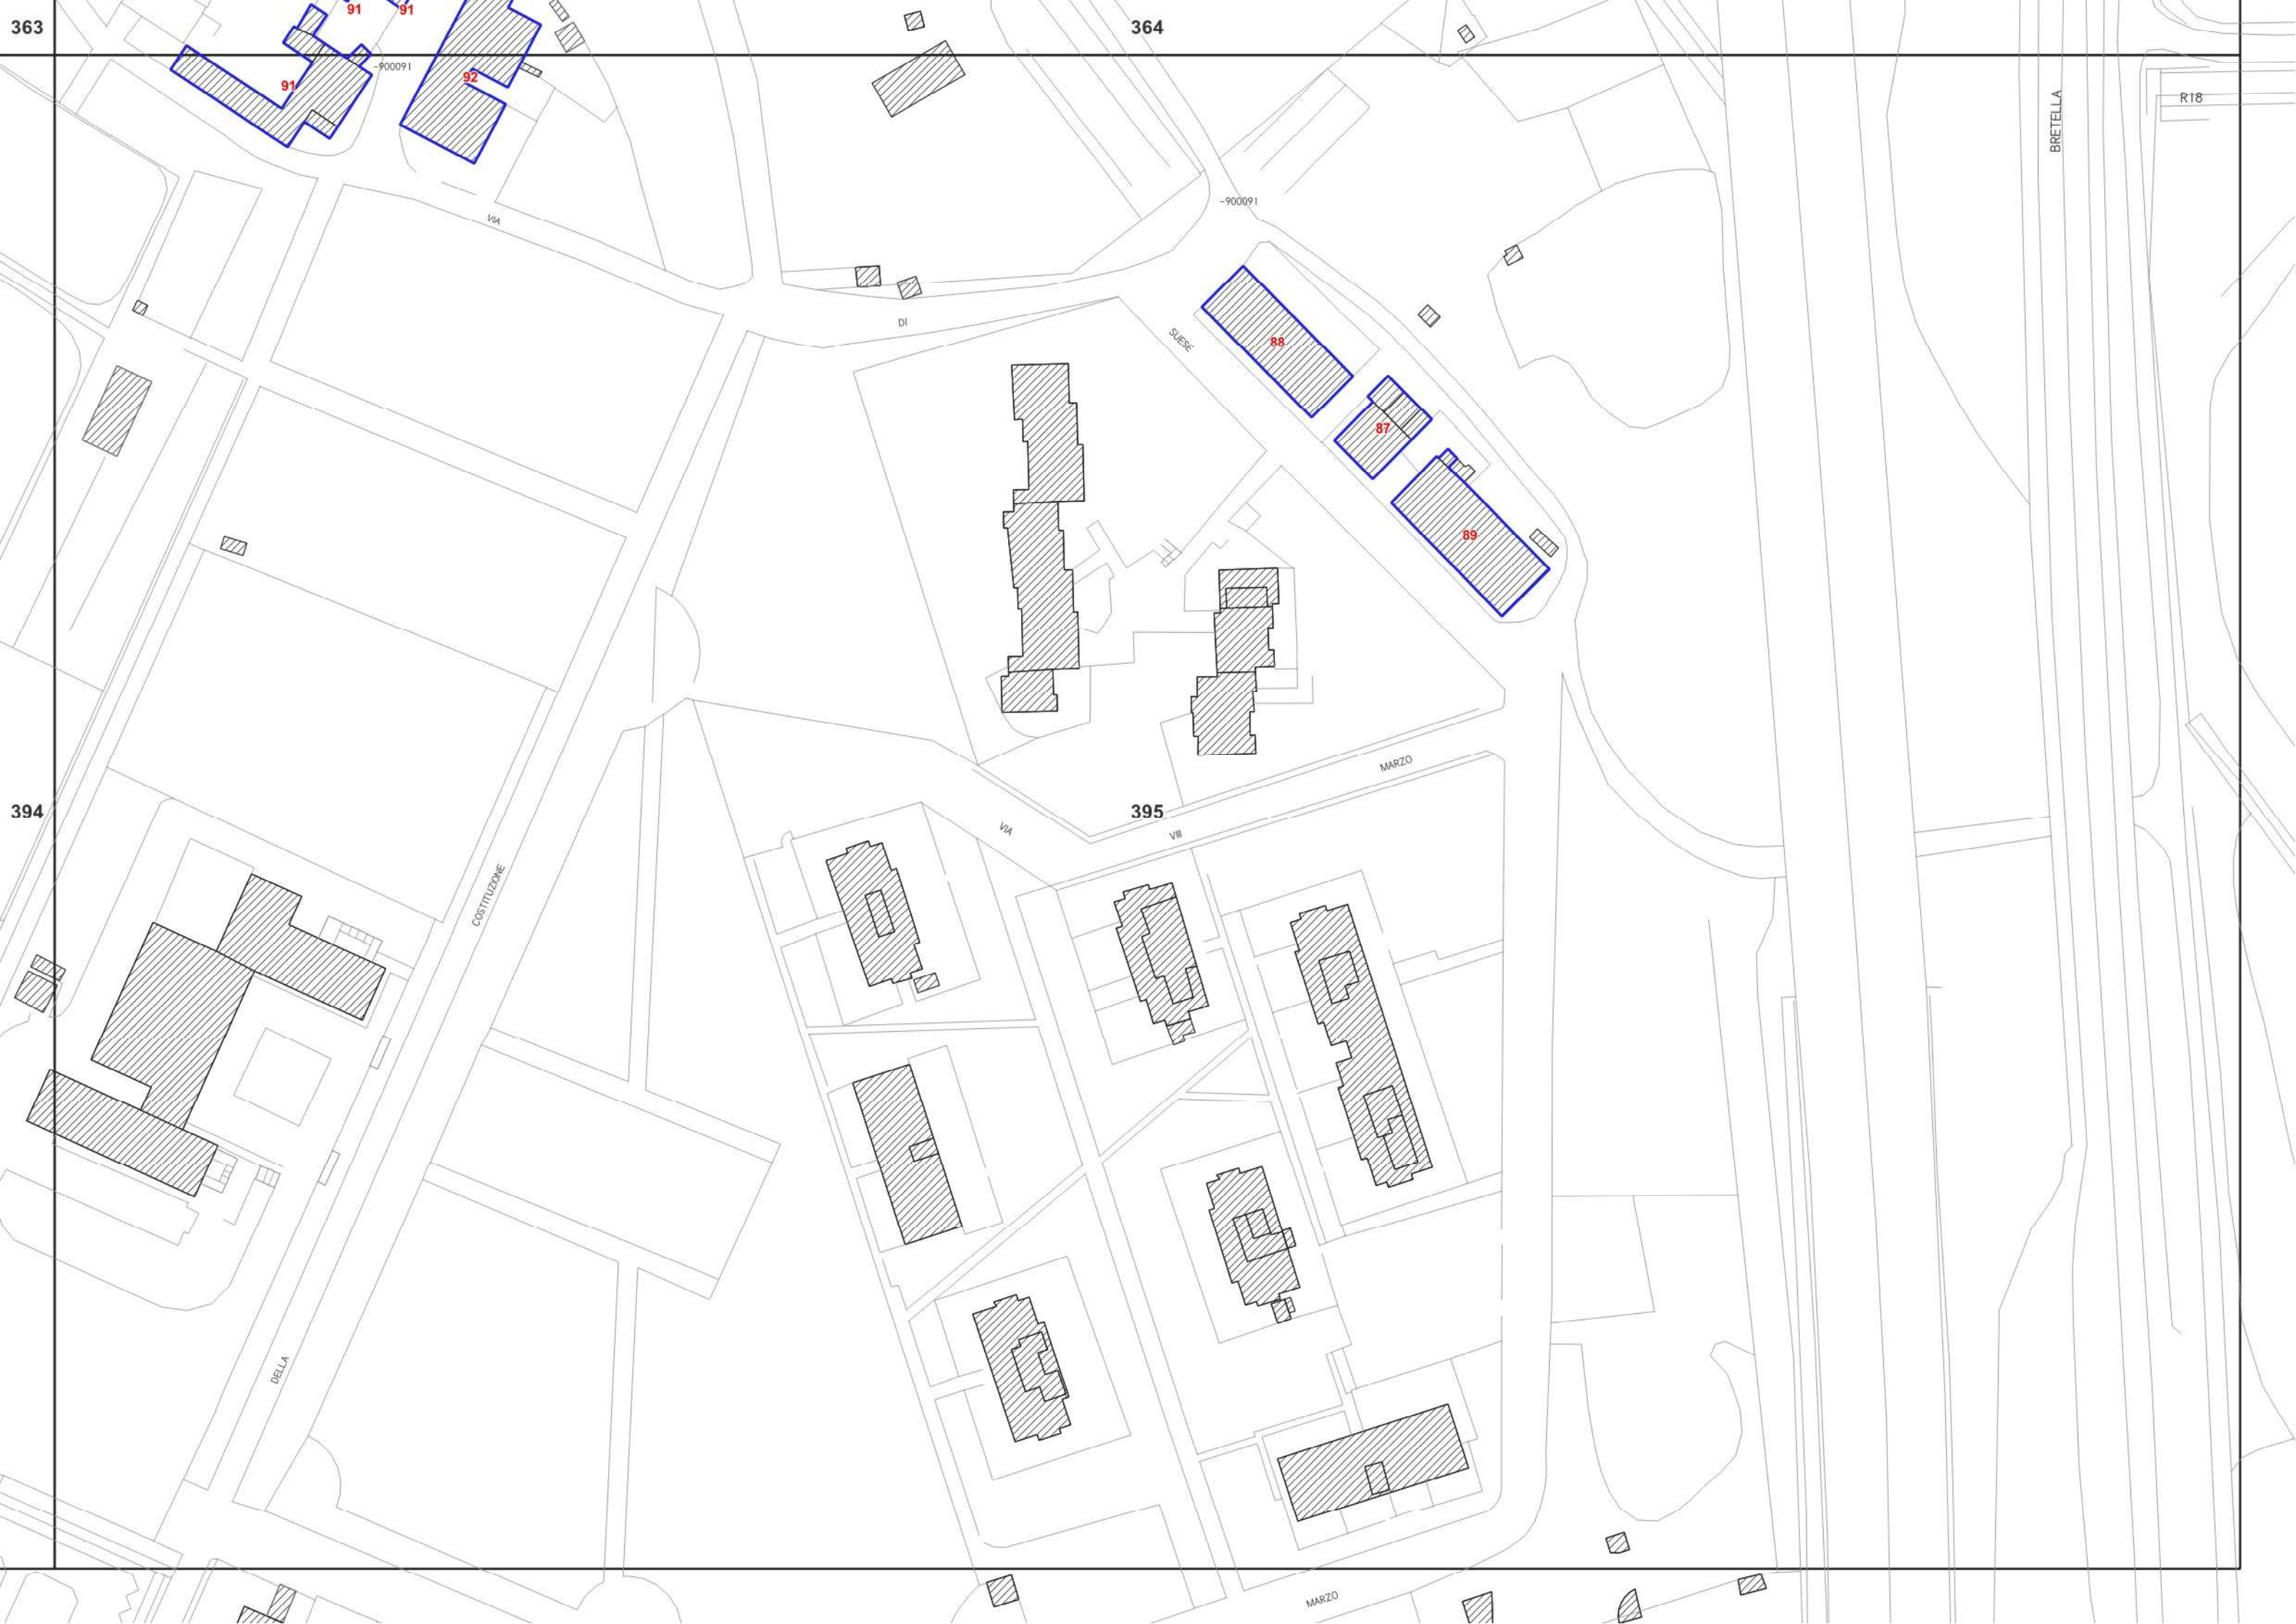 363
91
91
364
-900091
92
91
BRETELLA
R18
-900091
VIA
DI
SUESE
88
87
89
MARZO
394
395
VIA
VIII
COSTITUZIONE
DELLA
MARZO